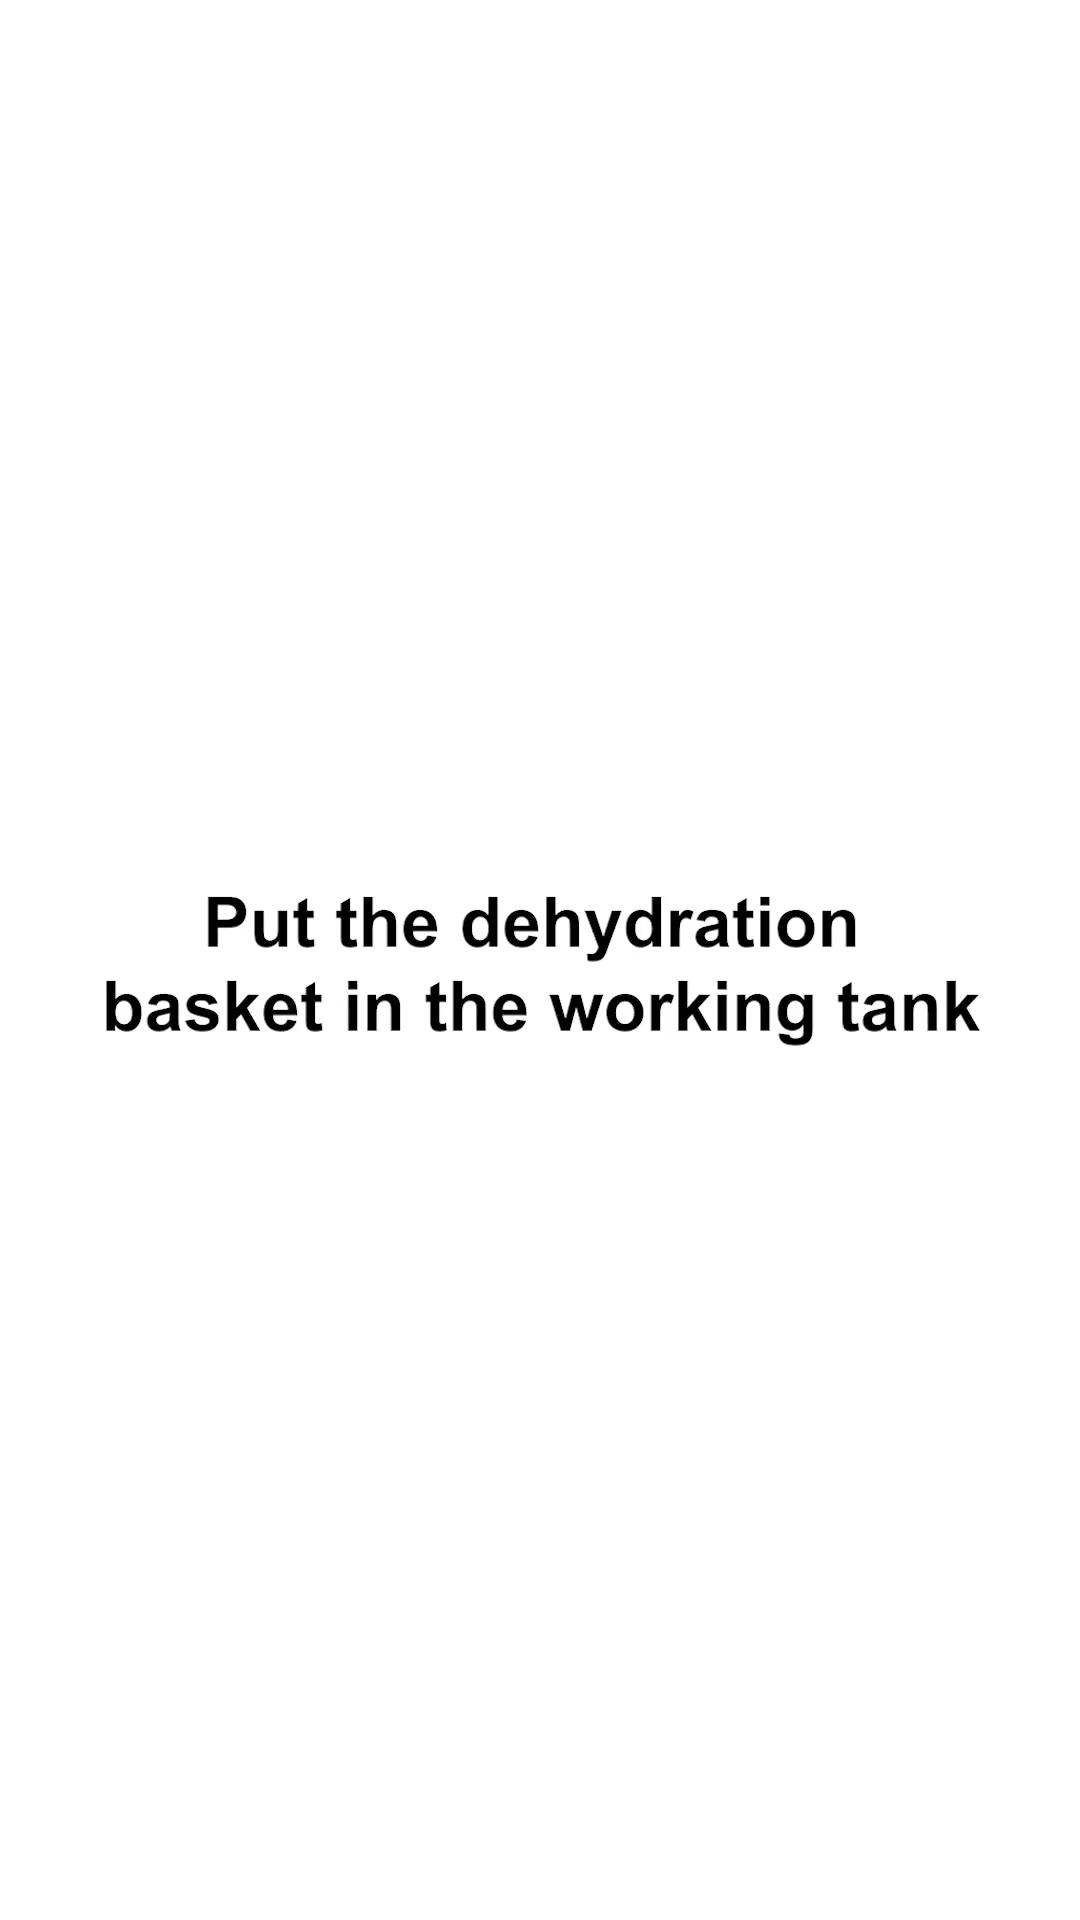 Put the dehydration
basket in the working tank